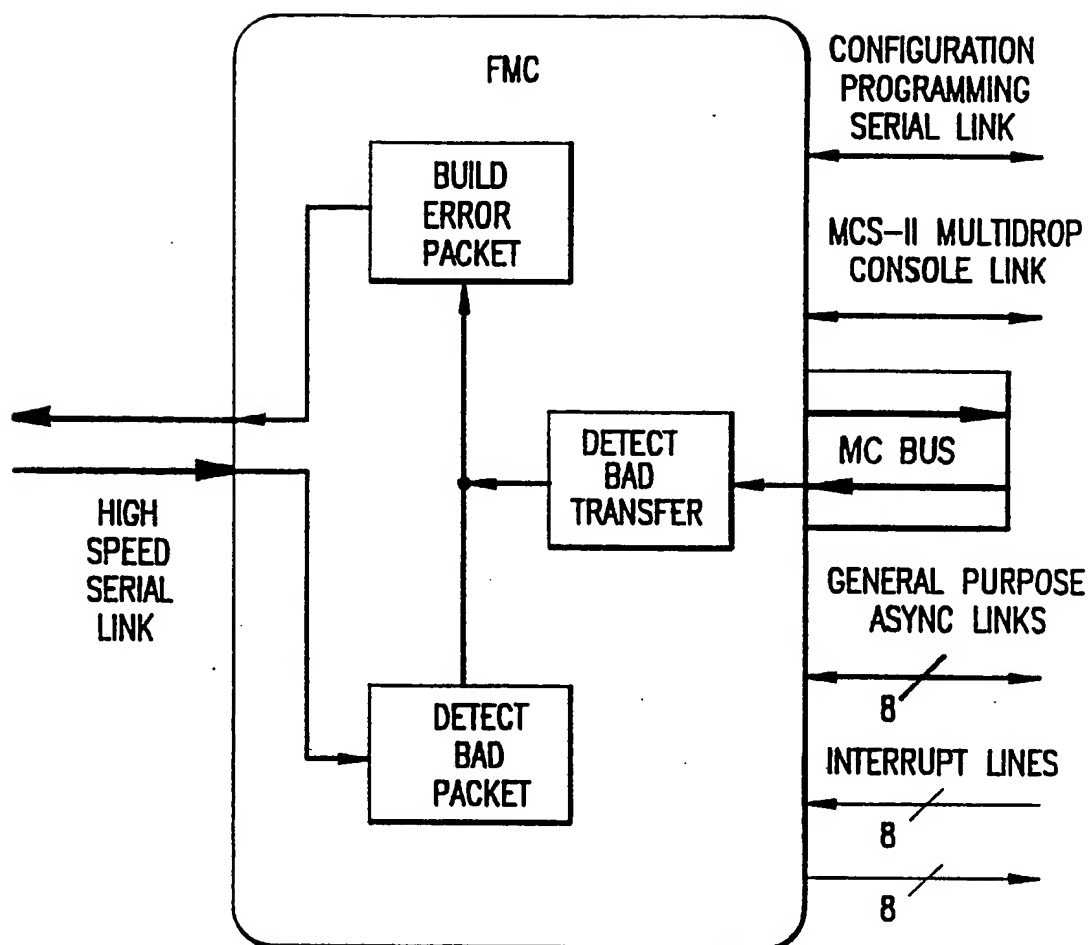 FMC
BUILD
ERROR
PACKET
DETECT
BAD
TRANSFER
DETECT
BAD
PACKET
HIGH
SPEED
SERIAL
LINK
CONFIGURATION
PROGRAMMING
SERIAL LINK
MCS-II MULTIDROP
CONSOLE LINK
MC BUS
GENERAL PURPOSE
ASYNC LINKS
8
INTERRUPT LINES
8
8